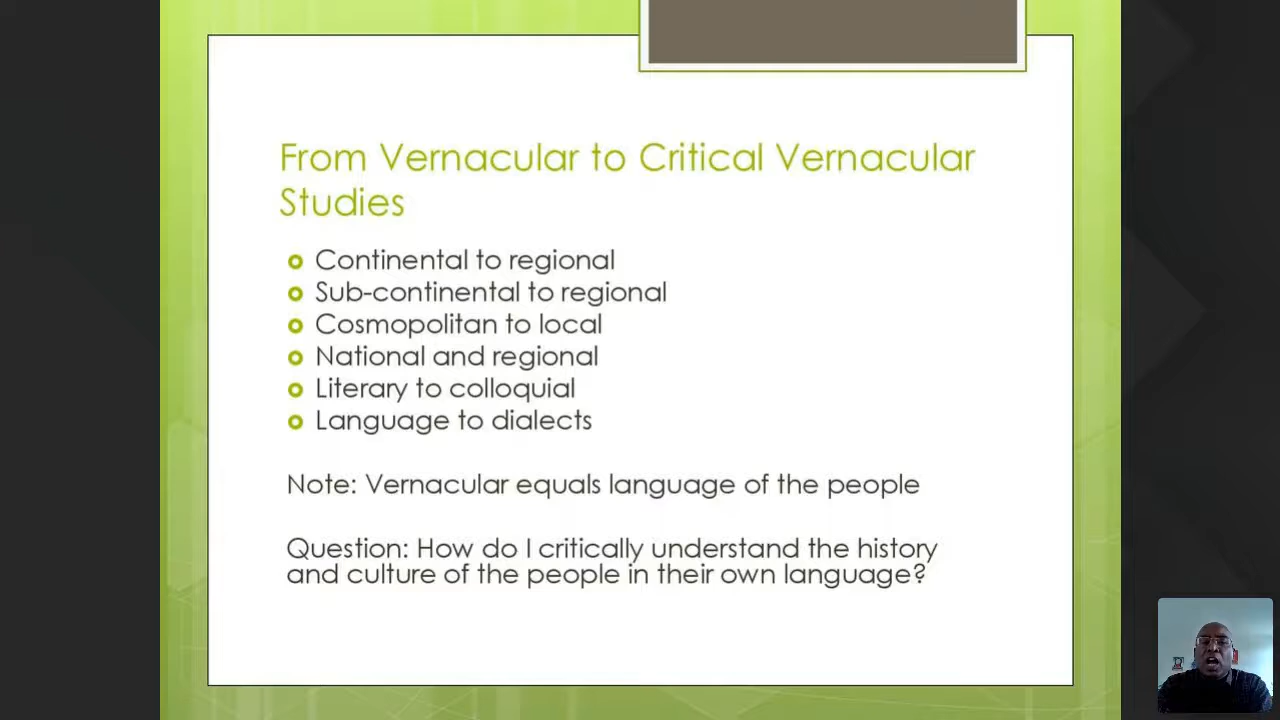 From Vernacular to Critical Vernacular
Studies
Continental to regional
Sub-continental to regional
Cosmopolitan to local
National and regional
Literary to colloquial
Language to dialects
Note: Vernacular equals language of the people
Question: How do I critically understand the history
and culture of the people in their own language?